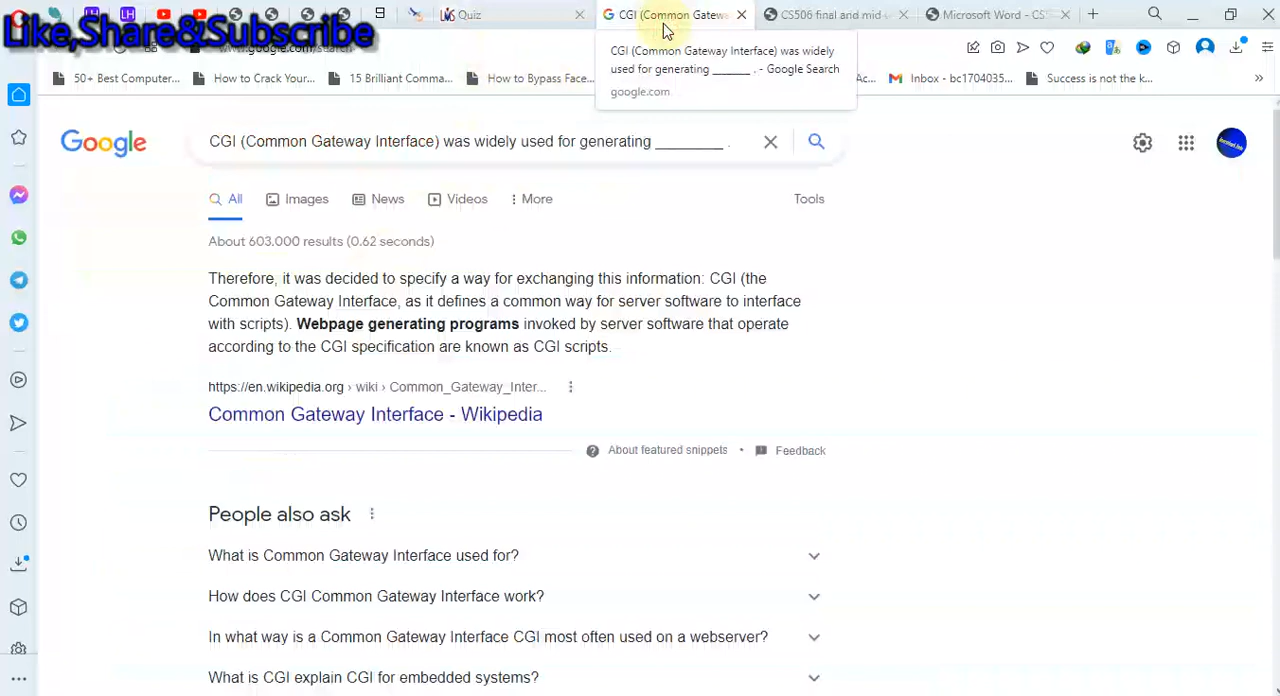 Like,Share&Subscribe
Quiz
CGI (Common Gatewa
CS506 final and mid -
Microsoft Word - CS
www.google.com/search
50+ Best Computer...
How to Crack Your...
15 Brilliant Comma...
How to Bypass Face...
Ac...
Inbox - bc1704035...
Success is not the k...
CGI (Common Gateway Interface) was widely
used for generating _______ . - Google Search
google.com
Google
CGI (Common Gateway Interface) was widely used for generating _________ .
All
Images
News
Videos
More
Tools
About 603.000 results (0.62 seconds)
Therefore, it was decided to specify a way for exchanging this information: CGI (the
Common Gateway Interface, as it defines a common way for server software to interface
with scripts). Webpage generating programs invoked by server software that operate
according to the CGI specification are known as CGI scripts.
https://en.wikipedia.org › wiki › Common_Gateway_Inter...
Common Gateway Interface - Wikipedia
About featured snippets
Feedback
People also ask
What is Common Gateway Interface used for?
How does CGI Common Gateway Interface work?
In what way is a Common Gateway Interface CGI most often used on a webserver?
What is CGI explain CGI for embedded systems?